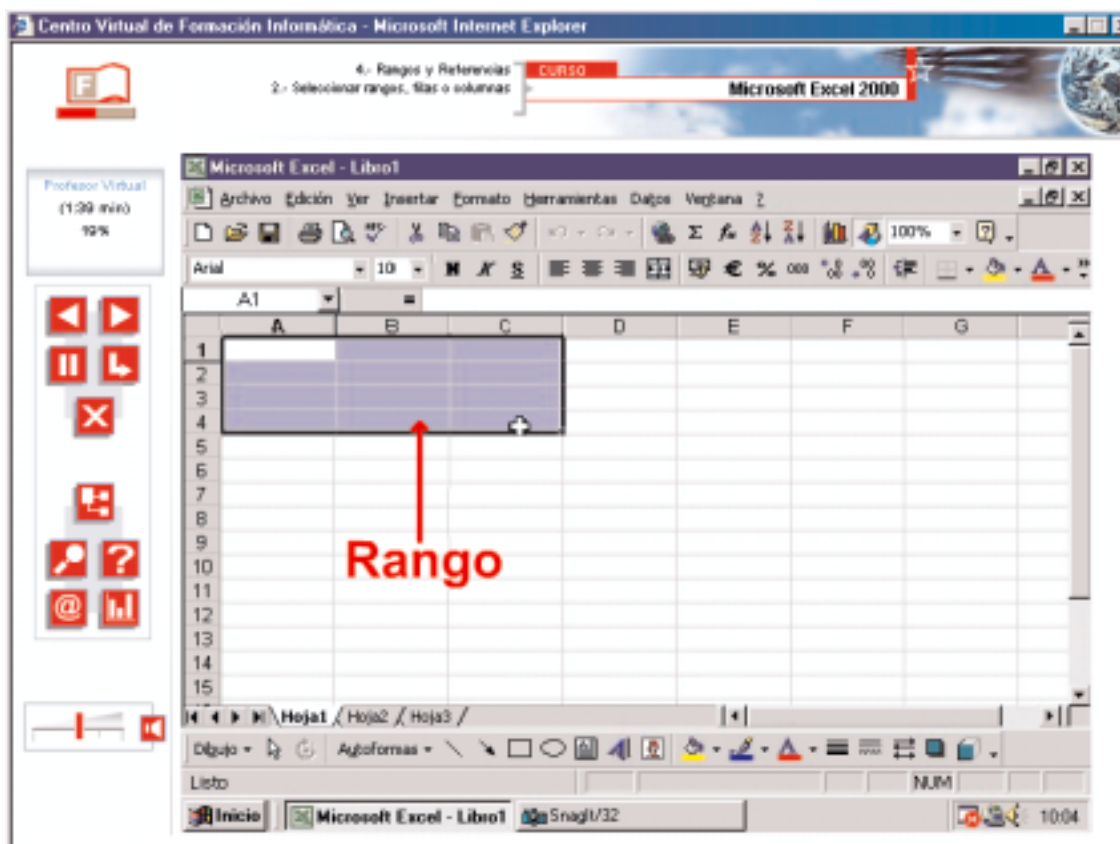 Centro Virtual de Formación Informática - Microsoft Internet Explorer
4.- Rangos y Referencias
CURSO
2.- Seleccionar rangos, filas o columnas
Microsoft Excel 2000
F
Profesor Virtual
(1:39 min)
19%
Microsoft Excel - Libro1
Archivo Edición Ver Insertar Formato Herramientas Datos Ventana ?
100%
Arial 10 N K S € % 000
A1 =
A B C D E F G
1
2
3
4
5
6
7
8
9
10
11
12
13
14
15
Rango
Hoja1 / Hoja2 / Hoja3 /
Dibujo Autoformas
Listo NUM
Inicio Microsoft Excel - Libro1 SnagIt/32 10:04